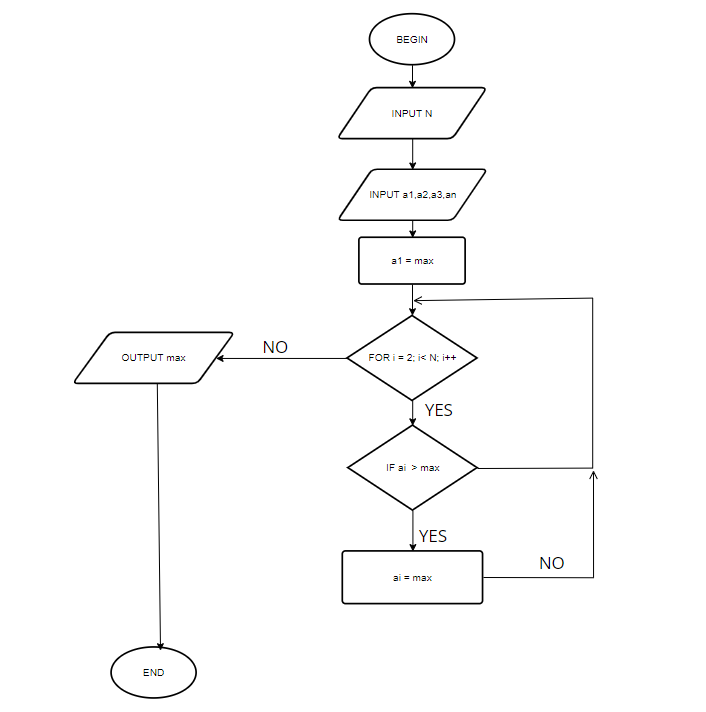 BEGIN
INPUT N
INPUT a1,a2,a3,an
a1 = max
FOR i = 2; i< N; i++
NO
OUTPUT max
YES
IF ai > max
YES
ai = max
NO
END